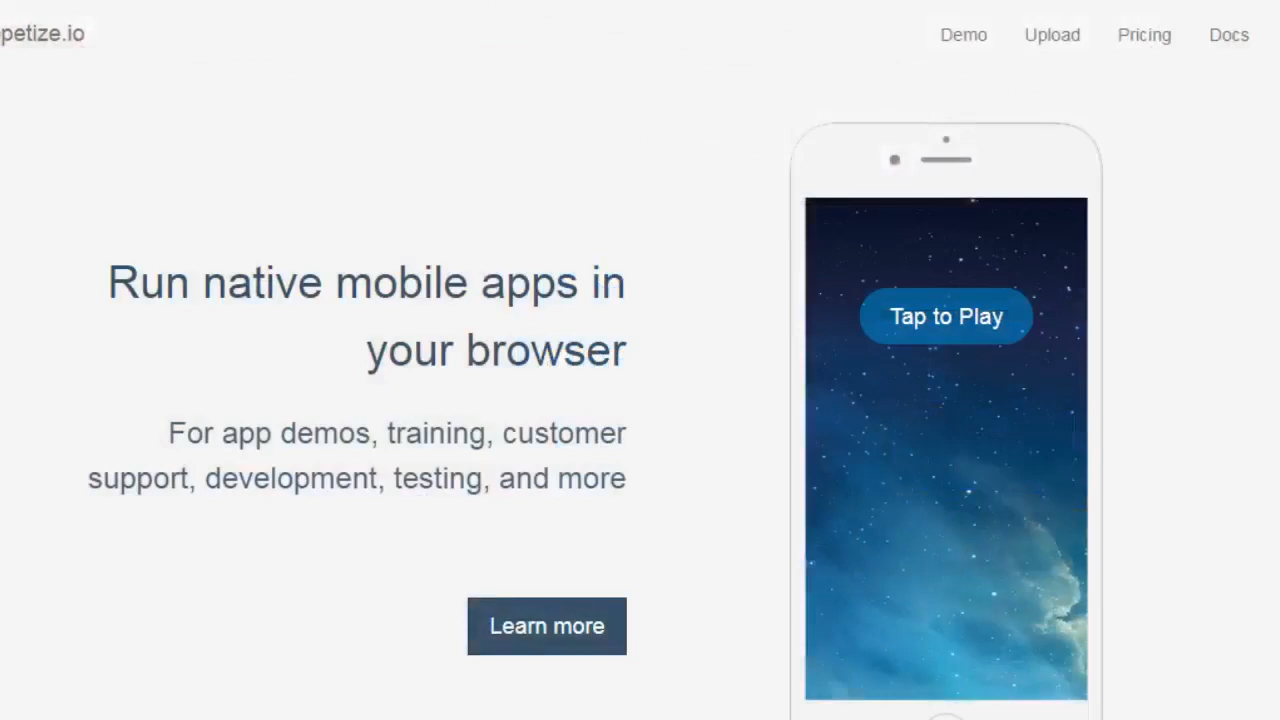 petize.io
Demo
Upload
Pricing
Docs
Run native mobile apps in
your browser
For app demos, training, customer
support, development, testing, and more
Learn more
Tap to Play